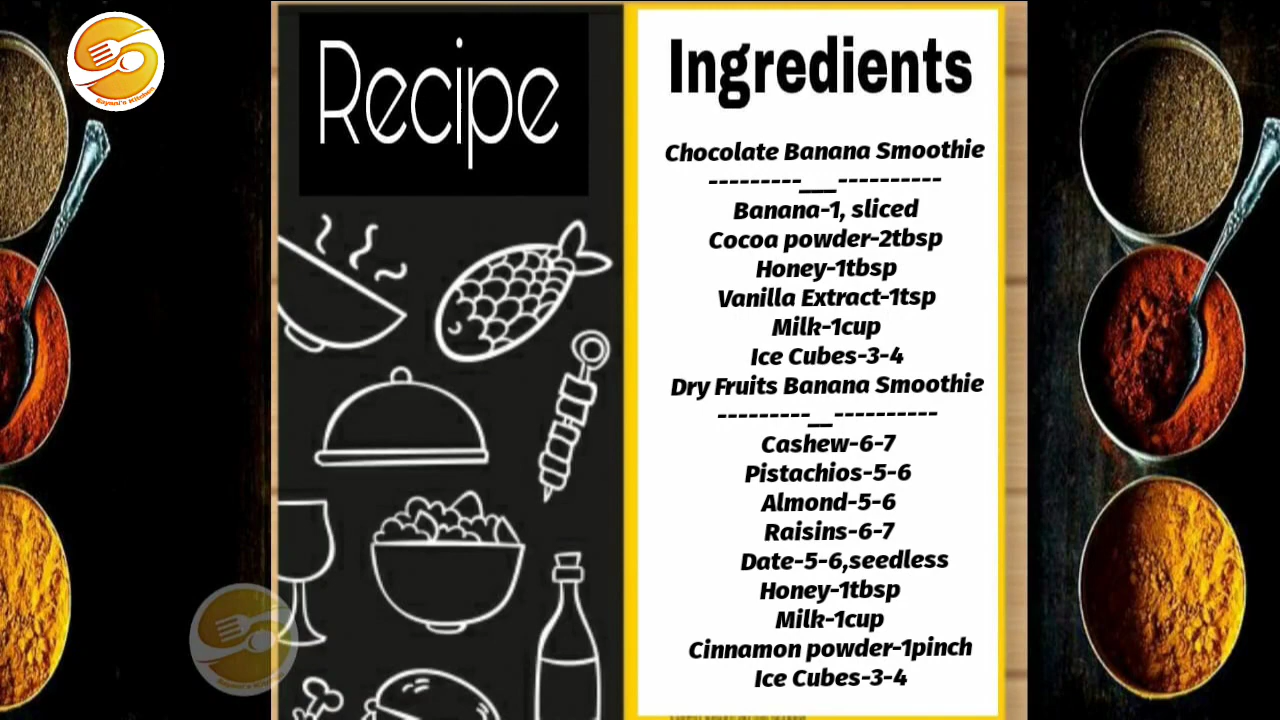 Recipe
Ingredients
Chocolate Banana Smoothie
---------___----------
Banana-1, sliced
Cocoa powder-2tbsp
Honey-1tbsp
Vanilla Extract-1tsp
Milk-1cup
Ice Cubes-3-4
Dry Fruits Banana Smoothie
---------__----------
Cashew-6-7
Pistachios-5-6
Almond-5-6
Raisins-6-7
Date-5-6,seedless
Honey-1tbsp
Milk-1cup
Cinnamon powder-1pinch
Ice Cubes-3-4